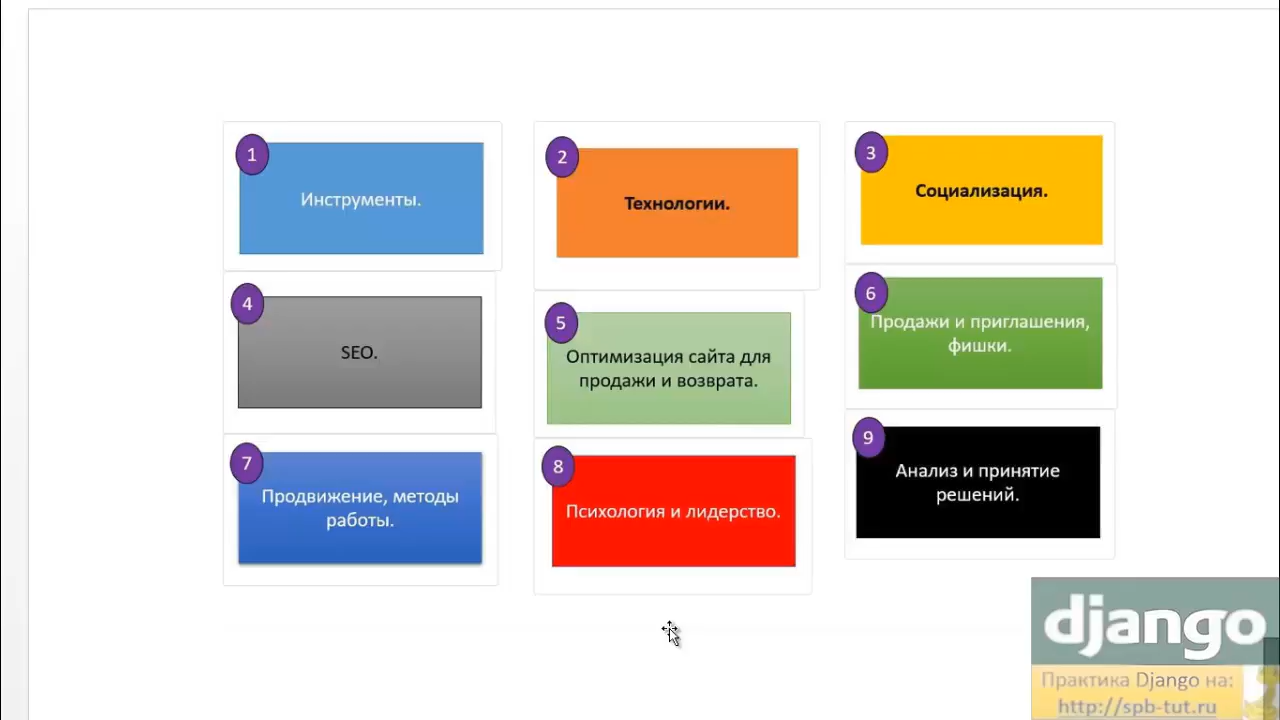 1
Инструменты.
2
Технологии.
3
Социализация.
4
SEO.
5
Оптимизация сайта для
продажи и возврата.
6
Продажи и приглашения,
фишки.
7
Продвижение, методы
работы.
8
Психология и лидерство.
9
Анализ и принятие
решений.
django
Практика Django на:
http://spb-tut.ru